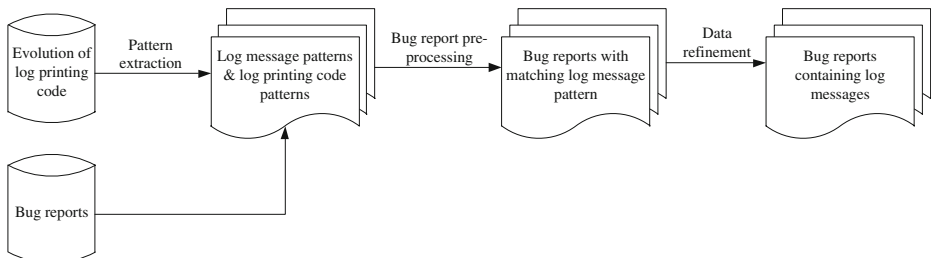 Evolution of
log printing
code
Pattern
extraction
Log message patterns
& log printing code
patterns
Bug report pre-
processing
Bug reports with
matching log message
pattern
Data
refinement
Bug reports
containing log
messages
Bug reports